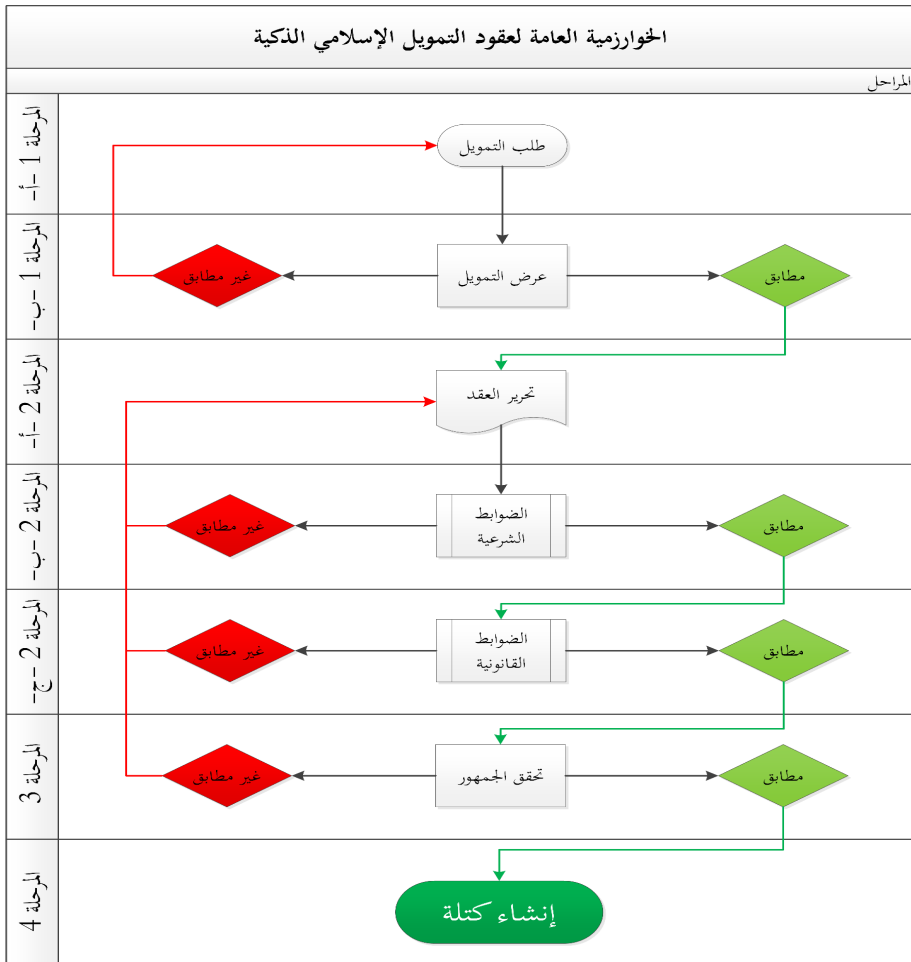 الخوارزمية العامة لعقود التمويل الإسلامي الذكية
المراحل
المرحلة 1 -أ-
طلب التمويل
المرحلة 1 -ب-
مطابق
عرض التمويل
غير مطابق
المرحلة 2 -أ-
تحرير العقد
المرحلة 2 -ب-
مطابق
الضوابط
الشرعية
غير مطابق
المرحلة 2 -ج-
مطابق
الضوابط
القانونية
غير مطابق
المرحلة 3
مطابق
تحقق الجمهور
غير مطابق
المرحلة 4
إنشاء كتلة